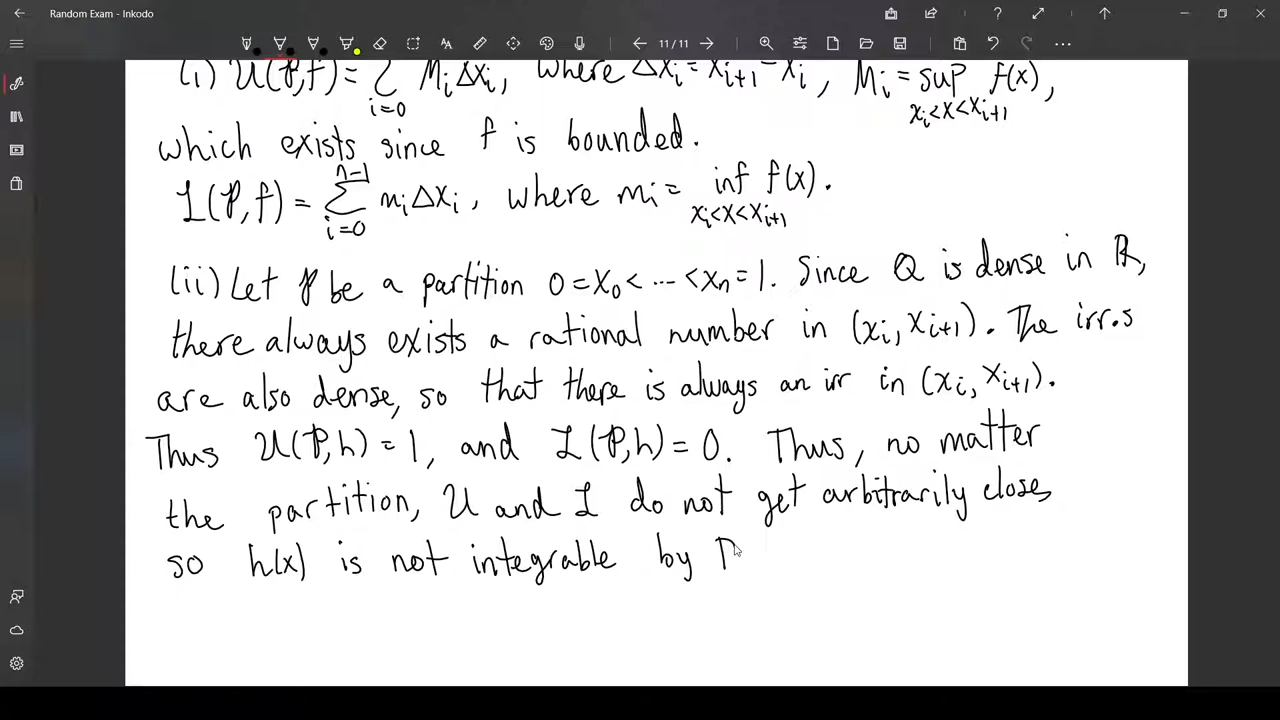 Random Exam - Inkodo
11/11
(i) U(P,f) = ∑_{i=0} M_i Δx_i, where Δx_i = x_{i+1} - x_i, M_i = sup_{x_i<x<x_{i+1}} f(x),
which exists since f is bounded.
L(P,f) = ∑_{i=0}^{n-1} m_i Δx_i, where m_i = inf_{x_i<x<x_{i+1}} f(x).
(ii) Let P be a partition 0 = x_0 < ... < x_n = 1. Since Q is dense in R,
there always exists a rational number in (x_i, x_{i+1}). The irr.s
are also dense, so that there is always an irr in (x_i, x_{i+1}).
Thus U(P,h) = 1, and L(P,h) = 0. Thus, no matter
the partition, U and L do not get arbitrarily close,
so h(x) is not integrable by